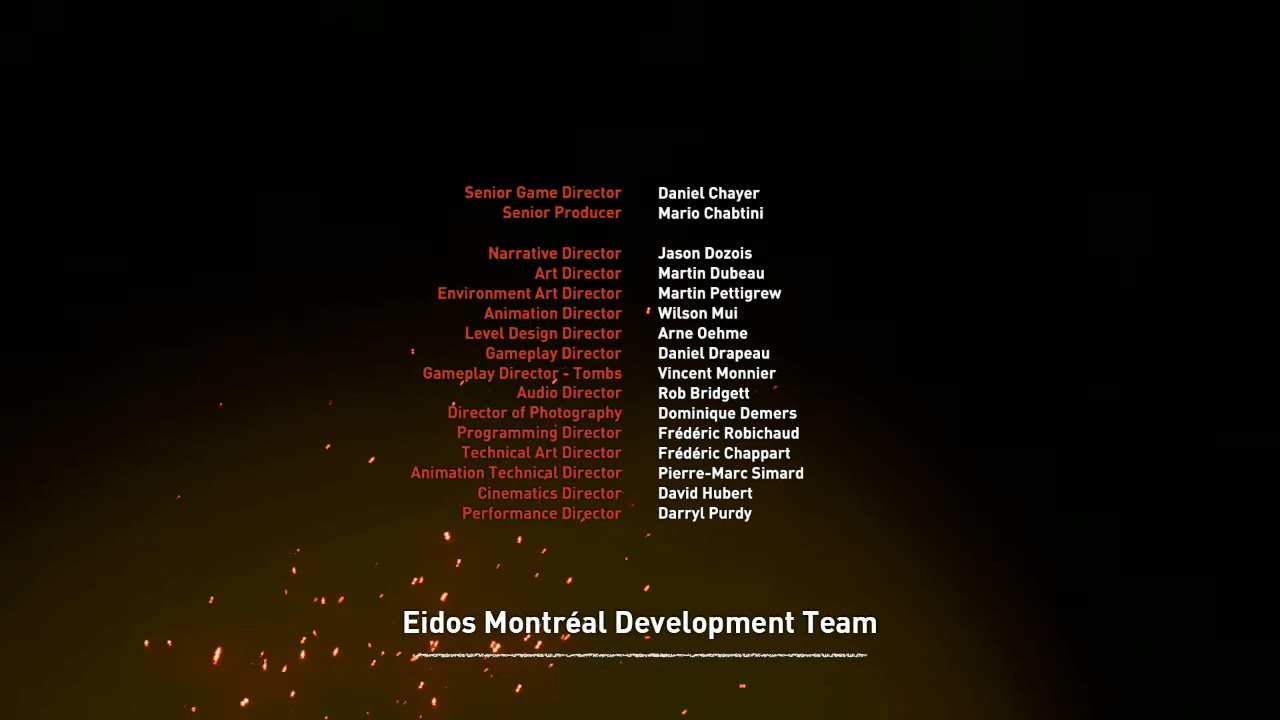 Senior Game Director Daniel Chayer
Senior Producer Mario Chabtini
Narrative Director Jason Dozois
Art Director Martin Dubeau
Environment Art Director Martin Pettigrew
Animation Director Wilson Mui
Level Design Director Arne Oehme
Gameplay Director Daniel Drapeau
Gameplay Director - Tombs Vincent Monnier
Audio Director Rob Bridgett
Director of Photography Dominique Demers
Programming Director Frédéric Robichaud
Technical Art Director Frédéric Chappart
Animation Technical Director Pierre-Marc Simard
Cinematics Director David Hubert
Performance Director Darryl Purdy
Eidos Montréal Development Team